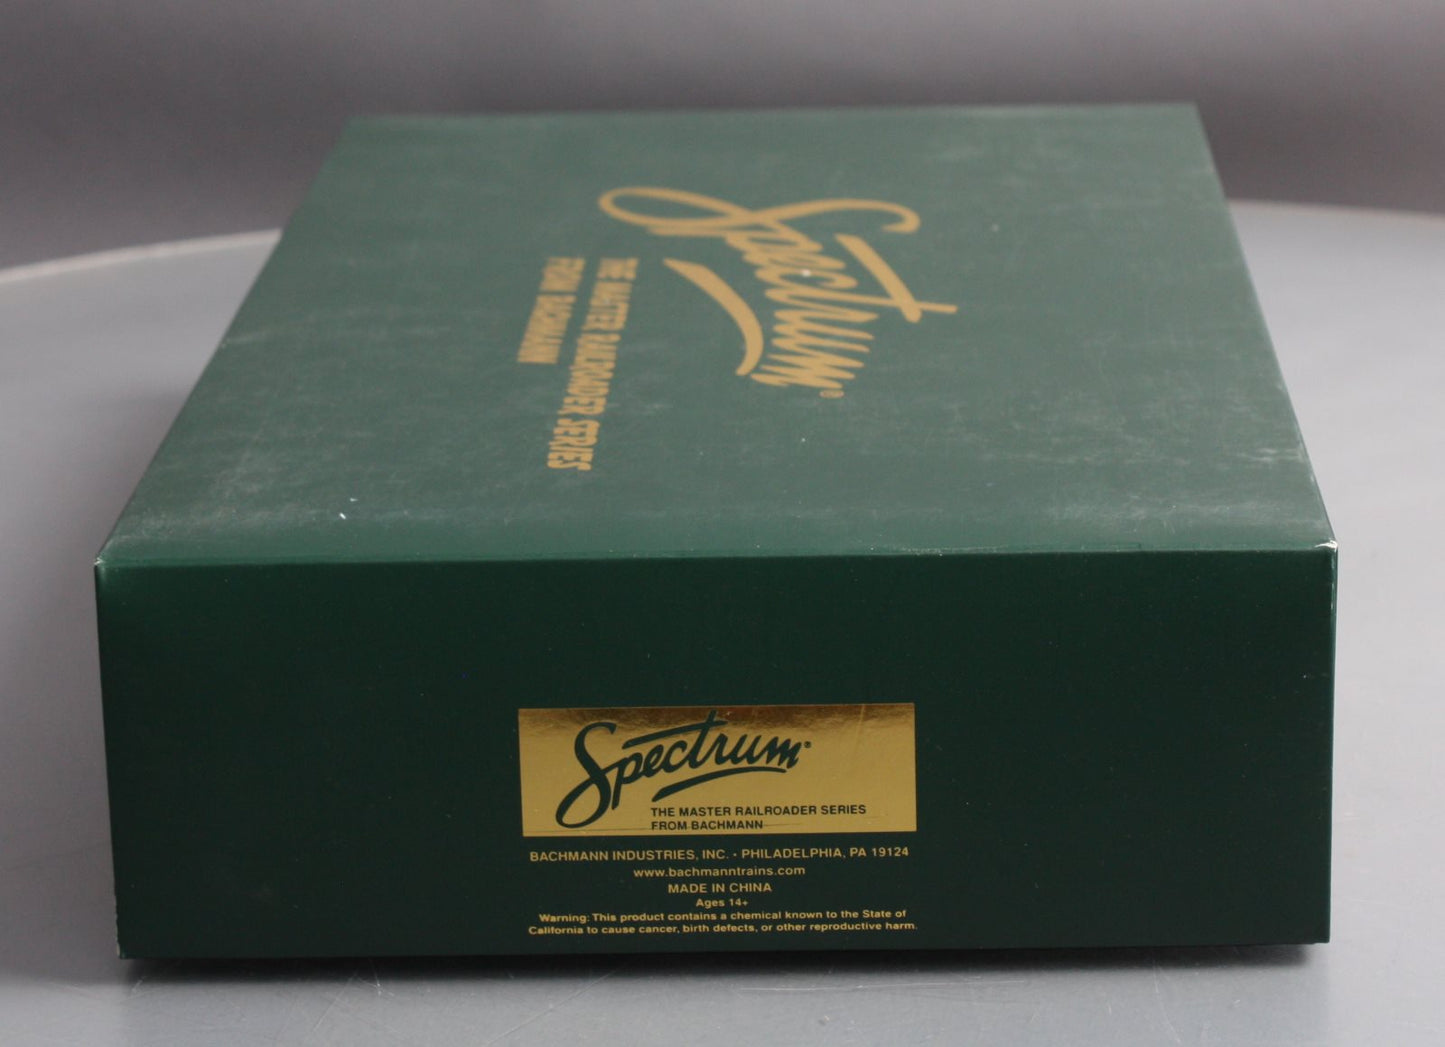 Spectrum®
THE MASTER RAILROADER SERIES
FROM BACHMANN
Spectrum®
THE MASTER RAILROADER SERIES
FROM BACHMANN
BACHMANN INDUSTRIES, INC. • PHILADELPHIA, PA 19124
www.bachmanntrains.com
MADE IN CHINA
Ages 14+
Warning: This product contains a chemical known to the State of
California to cause cancer, birth defects, or other reproductive harm.